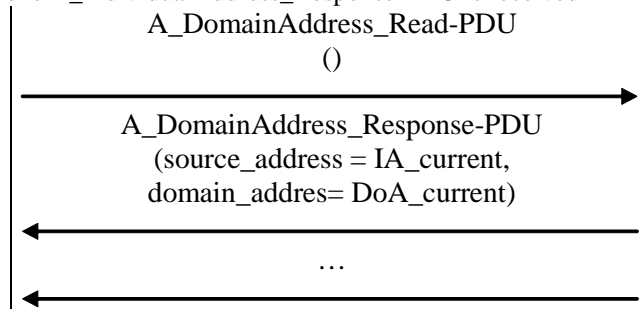 A_DomainAddress_Read-PDU
()
A_DomainAddress_Response-PDU
(source_address = IA_current,
domain_addres= DoA_current)
…